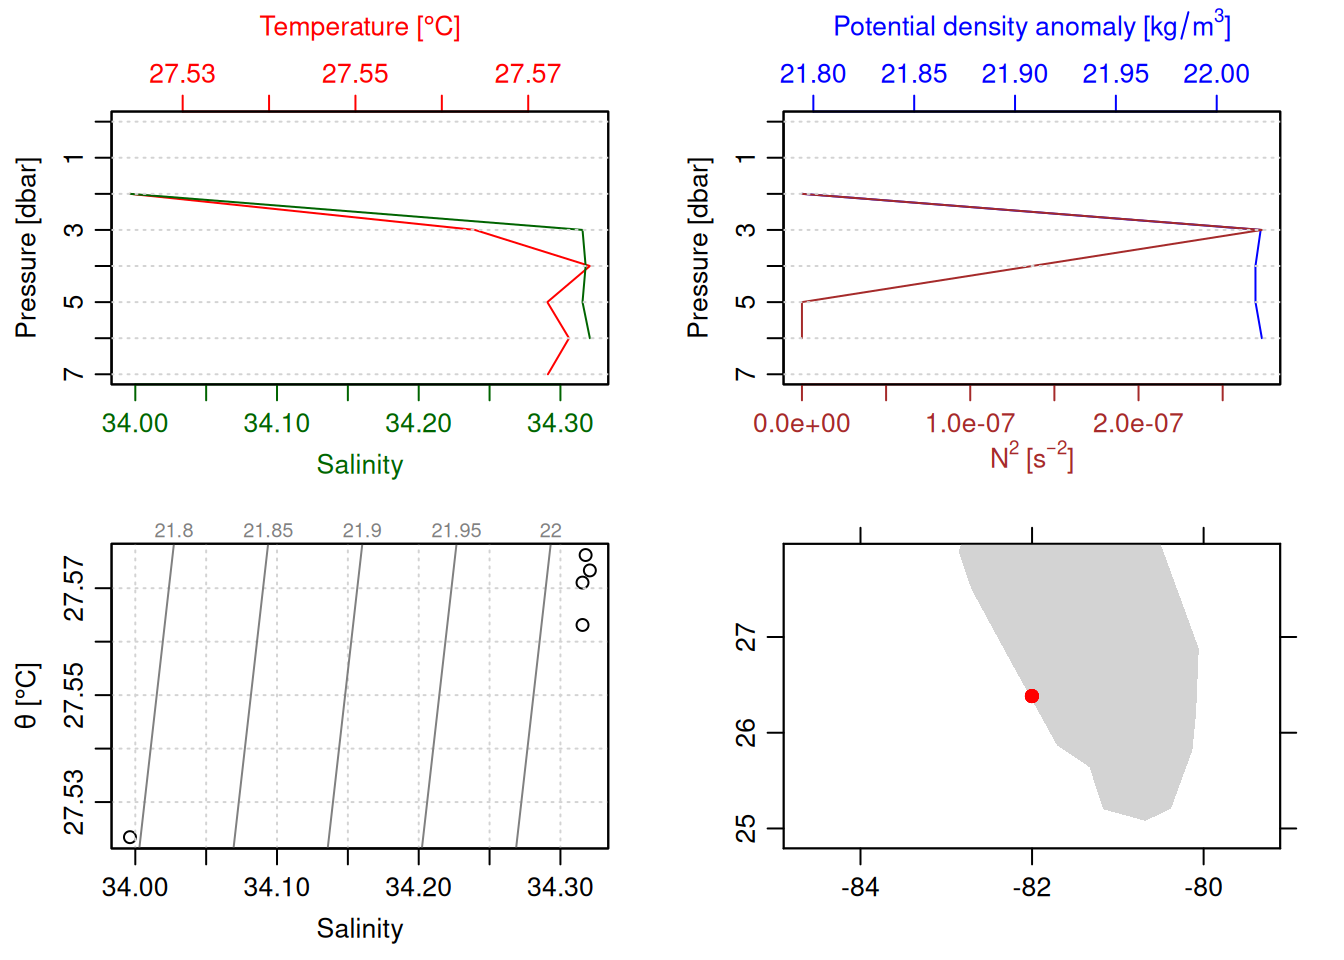 Temperature [°C]
27.53 27.55 27.57
Pressure [dbar]
1
3
5
7
34.00 34.10 34.20 34.30
Salinity
Potential density anomaly [kg/m³]
21.80 21.85 21.90 21.95 22.00
Pressure [dbar]
1
3
5
7
0.0e+00 1.0e-07 2.0e-07
N² [s⁻²]
21.8 21.85 21.9 21.95 22
θ [°C]
27.57
27.55
27.53
34.00 34.10 34.20 34.30
Salinity
27
26
25
-84 -82 -80